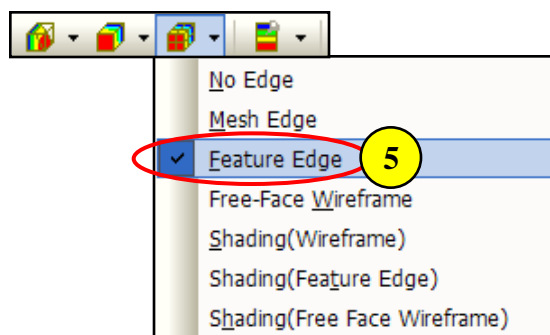 No Edge
Mesh Edge
Feature Edge 5
Free-Face Wireframe
Shading(Wireframe)
Shading(Feature Edge)
Shading(Free Face Wireframe)